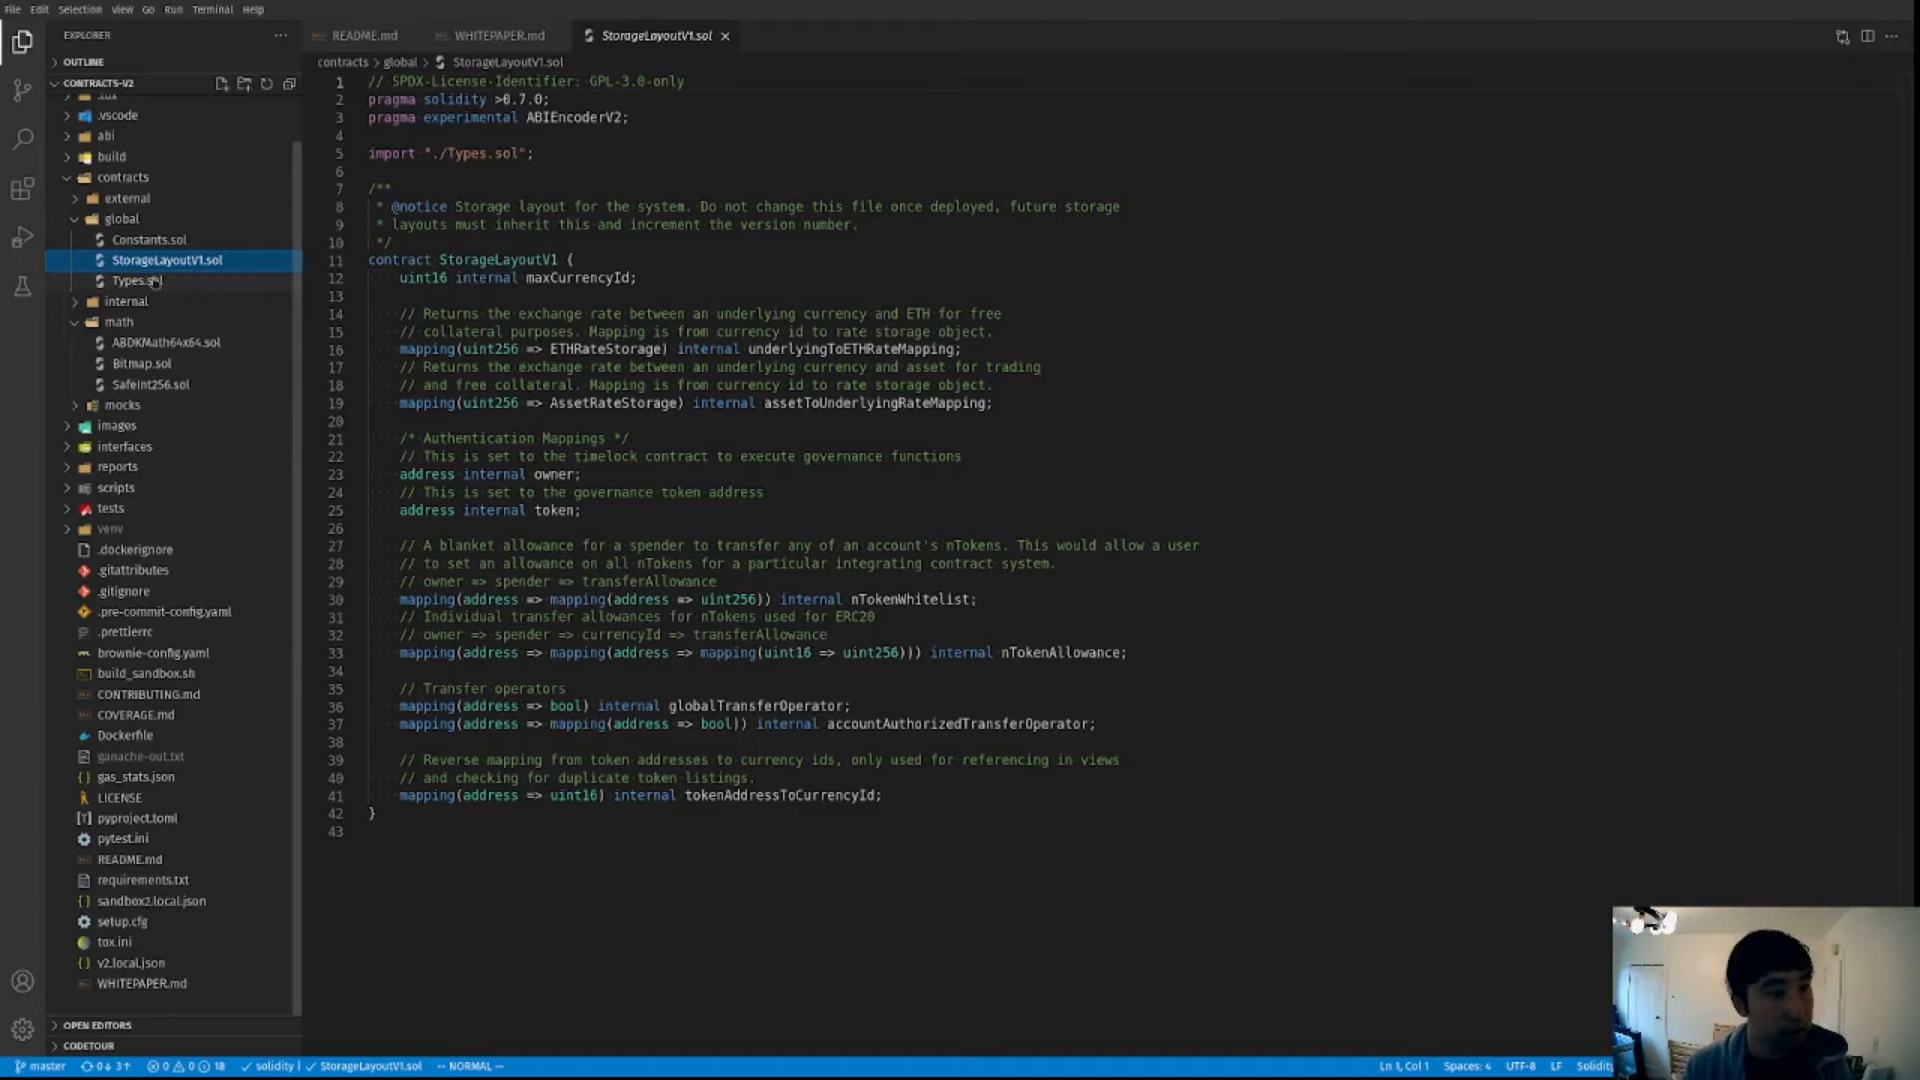 File Edit Selection View Go Run Terminal Help
EXPLORER
OUTLINE
CONTRACTS-V2
.vscode
abi
build
contracts
external
global
Constants.sol
StorageLayoutV1.sol
Types.sol
internal
math
ABDKMath64x64.sol
Bitmap.sol
SafeInt256.sol
mocks
images
interfaces
reports
scripts
tests
venv
.dockerignore
.gitattributes
.gitignore
.pre-commit-config.yaml
.prettierrc
brownie-config.yaml
build_sandbox.sh
CONTRIBUTING.md
COVERAGE.md
Dockerfile
ganache-out.txt
gas_stats.json
LICENSE
pyproject.toml
pytest.ini
README.md
requirements.txt
sandbox2.local.json
setup.cfg
tox.ini
v2.local.json
WHITEPAPER.md
OPEN EDITORS
CODETOUR
README.md WHITEPAPER.md StorageLayoutV1.sol
contracts > global > StorageLayoutV1.sol
1 // SPDX-License-Identifier: GPL-3.0-only
2 pragma solidity >0.7.0;
3 pragma experimental ABIEncoderV2;
4
5 import "./Types.sol";
6
7 /**
8 * @notice Storage layout for the system. Do not change this file once deployed, future storage
9 * layouts must inherit this and increment the version number.
10 */
11 contract StorageLayoutV1 {
12 uint16 internal maxCurrencyId;
13
14 // Returns the exchange rate between an underlying currency and ETH for free
15 // collateral purposes. Mapping is from currency id to rate storage object.
16 mapping(uint256 => ETHRateStorage) internal underlyingToETHRateMapping;
17 // Returns the exchange rate between an underlying currency and asset for trading
18 // and free collateral. Mapping is from currency id to rate storage object.
19 mapping(uint256 => AssetRateStorage) internal assetToUnderlyingRateMapping;
20
21 /* Authentication Mappings */
22 // This is set to the timelock contract to execute governance functions
23 address internal owner;
24 // This is set to the governance token address
25 address internal token;
26
27 // A blanket allowance for a spender to transfer any of an account's nTokens. This would allow a user
28 // to set an allowance on all nTokens for a particular integrating contract system.
29 // owner => spender => transferAllowance
30 mapping(address => mapping(address => uint256)) internal nTokenWhitelist;
31 // Individual transfer allowances for nTokens used for ERC20
32 // owner => spender => currencyId => transferAllowance
33 mapping(address => mapping(address => mapping(uint16 => uint256))) internal nTokenAllowance;
34
35 // Transfer operators
36 mapping(address => bool) internal globalTransferOperator;
37 mapping(address => mapping(address => bool)) internal accountAuthorizedTransferOperator;
38
39 // Reverse mapping from token addresses to currency ids, only used for referencing in views
40 // and checking for duplicate token listings.
41 mapping(address => uint16) internal tokenAddressToCurrencyId;
42 }
43
master 0↓ 3↑ 0 0 18 solidity | StorageLayoutV1.sol -- NORMAL -- Ln 1, Col 1 Spaces: 4 UTF-8 LF Solidity